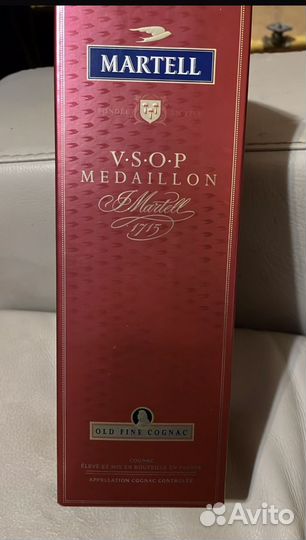 MARTELL
FONDÉE EN 1715
V·S·O·P
MEDAILLON
J. Martell
1715
OLD FINE COGNAC
COGNAC
ÉLEVÉ ET MIS EN BOUTEILLE EN FRANCE
APPELLATION COGNAC CONTRÔLÉE
Avito